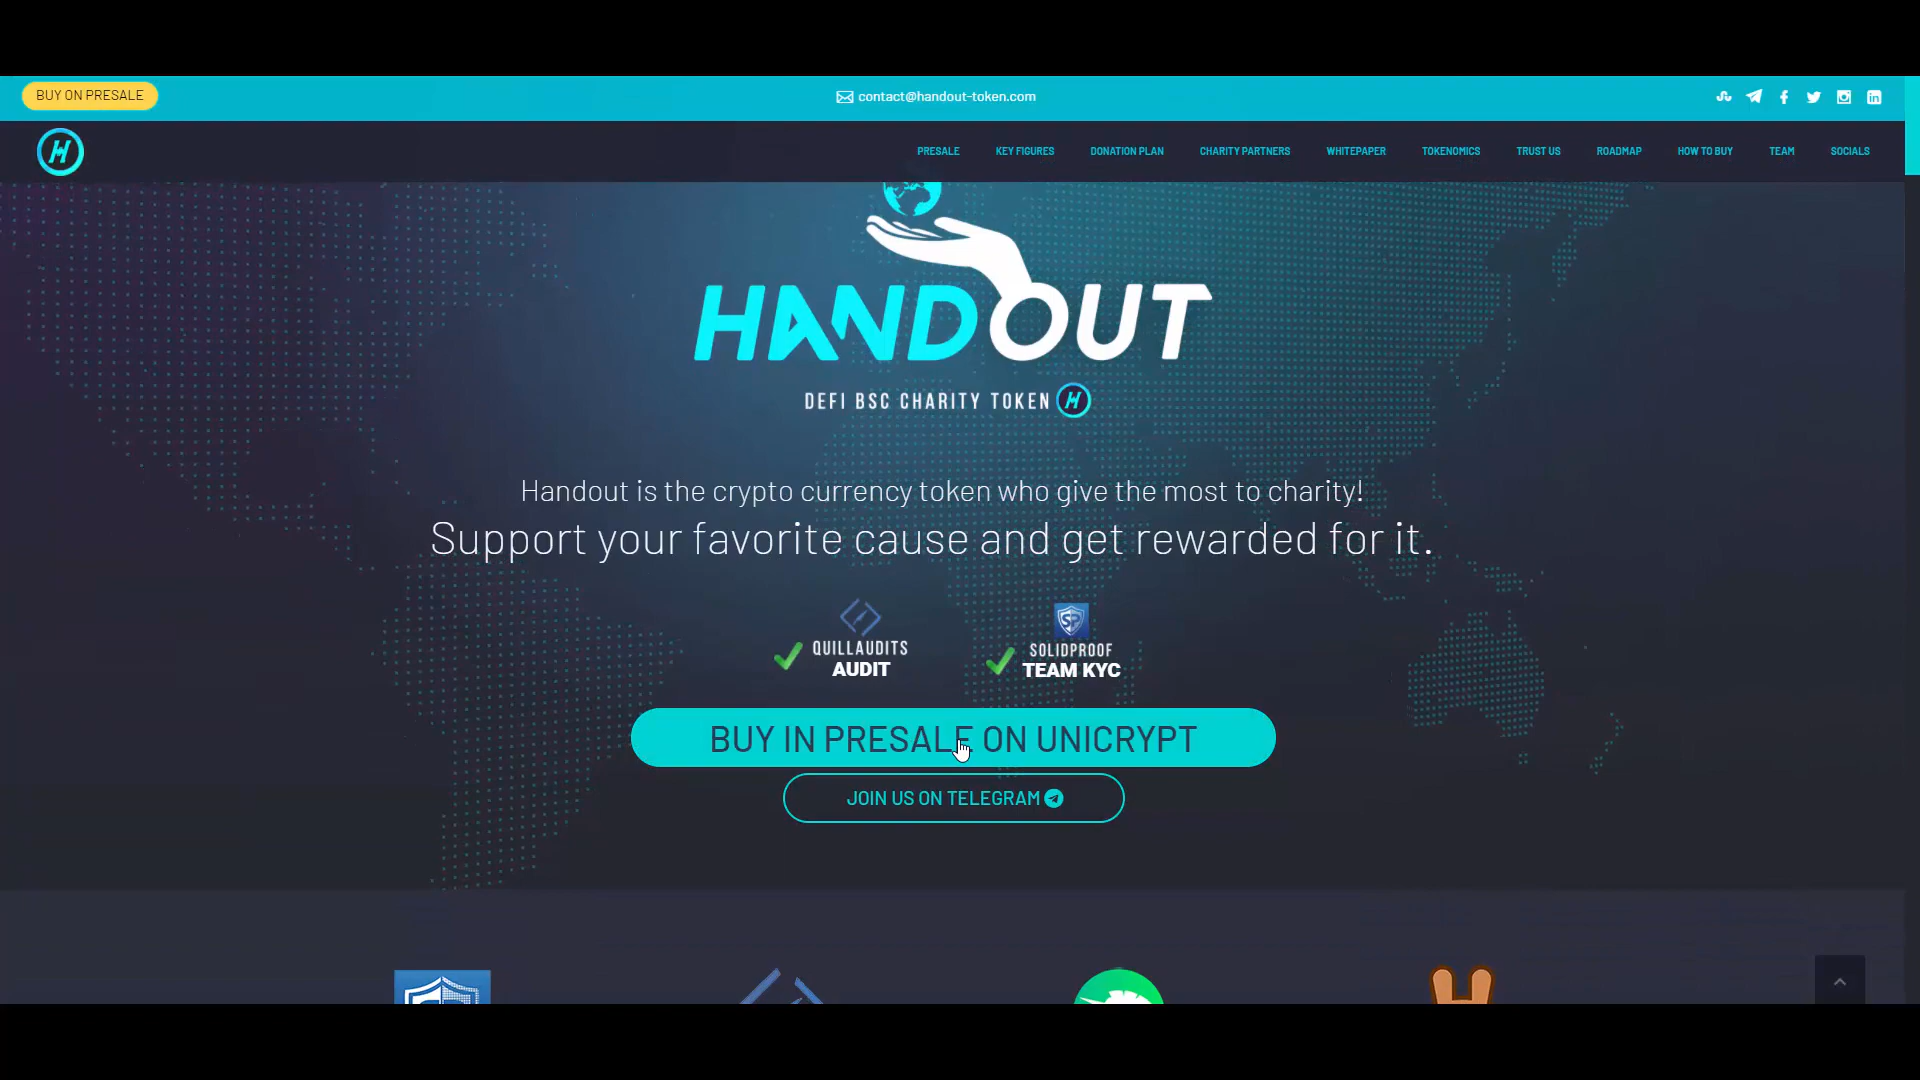 BUY ON PRESALE
contact@handout-token.com
PRESALE KEY FIGURES DONATION PLAN CHARITY PARTNERS WHITEPAPER TOKENOMICS TRUST US ROADMAP HOW TO BUY TEAM SOCIALS
HANDOUT
DEFI BSC CHARITY TOKEN
Handout is the crypto currency token who give the most to charity!
Support your favorite cause and get rewarded for it.
QUILLAUDITS
AUDIT
SOLIDPROOF
TEAM KYC
BUY IN PRESALE ON UNICRYPT
JOIN US ON TELEGRAM